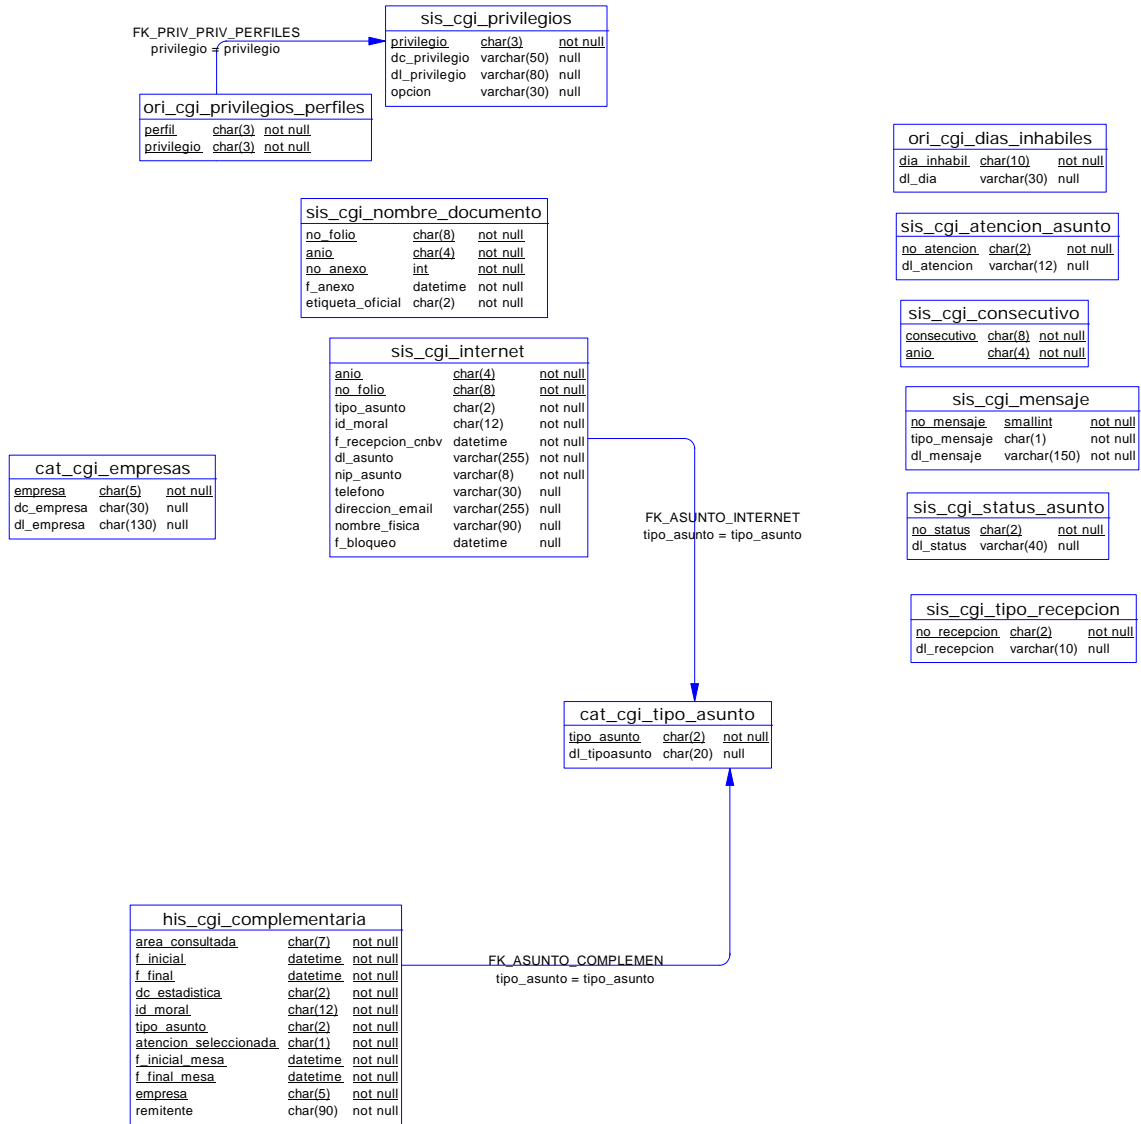 sis_cgi_privilegios
privilegio char(3) not null
dc_privilegio varchar(50) null
dl_privilegio varchar(80) null
opcion varchar(30) null
FK_PRIV_PRIV_PERFILES
privilegio = privilegio
ori_cgi_privilegios_perfiles
perfil char(3) not null
privilegio char(3) not null
ori_cgi_dias_inhabiles
dia_inhabil char(10) not null
dl_dia varchar(30) null
sis_cgi_nombre_documento
no_folio char(8) not null
anio char(4) not null
no_anexo int not null
f_anexo datetime not null
etiqueta_oficial char(2) not null
sis_cgi_atencion_asunto
no_atencion char(2) not null
dl_atencion varchar(12) null
sis_cgi_consecutivo
consecutivo char(8) not null
anio char(4) not null
sis_cgi_internet
anio char(4) not null
no_folio char(8) not null
tipo_asunto char(2) not null
id_moral char(12) not null
f_recepcion_cnbv datetime not null
dl_asunto varchar(255) not null
nip_asunto varchar(8) not null
telefono varchar(30) null
direccion_email varchar(255) null
nombre_fisica varchar(90) null
f_bloqueo datetime null
sis_cgi_mensaje
no_mensaje smallint not null
tipo_mensaje char(1) not null
dl_mensaje varchar(150) not null
cat_cgi_empresas
empresa char(5) not null
dc_empresa char(30) null
dl_empresa char(130) null
sis_cgi_status_asunto
no_status char(2) not null
dl_status varchar(40) null
FK_ASUNTO_INTERNET
tipo_asunto = tipo_asunto
sis_cgi_tipo_recepcion
no_recepcion char(2) not null
dl_recepcion varchar(10) null
cat_cgi_tipo_asunto
tipo_asunto char(2) not null
dl_tipoasunto char(20) null
his_cgi_complementaria
area_consultada char(7) not null
f_inicial datetime not null
f_final datetime not null
dc_estadistica char(2) not null
id_moral char(12) not null
tipo_asunto char(2) not null
atencion_seleccionada char(1) not null
f_inicial_mesa datetime not null
f_final_mesa datetime not null
empresa char(5) not null
remitente char(90) not null
FK_ASUNTO_COMPLEMEN
tipo_asunto = tipo_asunto